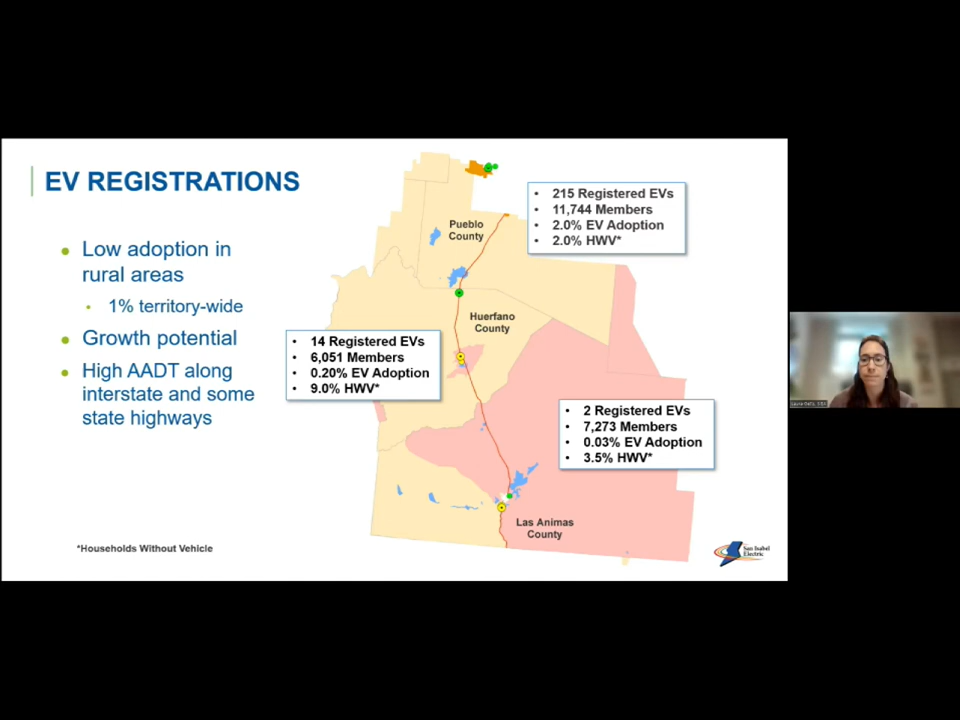 EV REGISTRATIONS
• Low adoption in
rural areas
• 1% territory-wide
• Growth potential
• High AADT along
interstate and some
state highways
*Households Without Vehicle
Pueblo
County
• 215 Registered EVs
• 11,744 Members
• 2.0% EV Adoption
• 2.0% HWV*
Huerfano
County
• 14 Registered EVs
• 6,051 Members
• 0.20% EV Adoption
• 9.0% HWV*
• 2 Registered EVs
• 7,273 Members
• 0.03% EV Adoption
• 3.5% HWV*
Las Animas
County
San Isabel
Electric